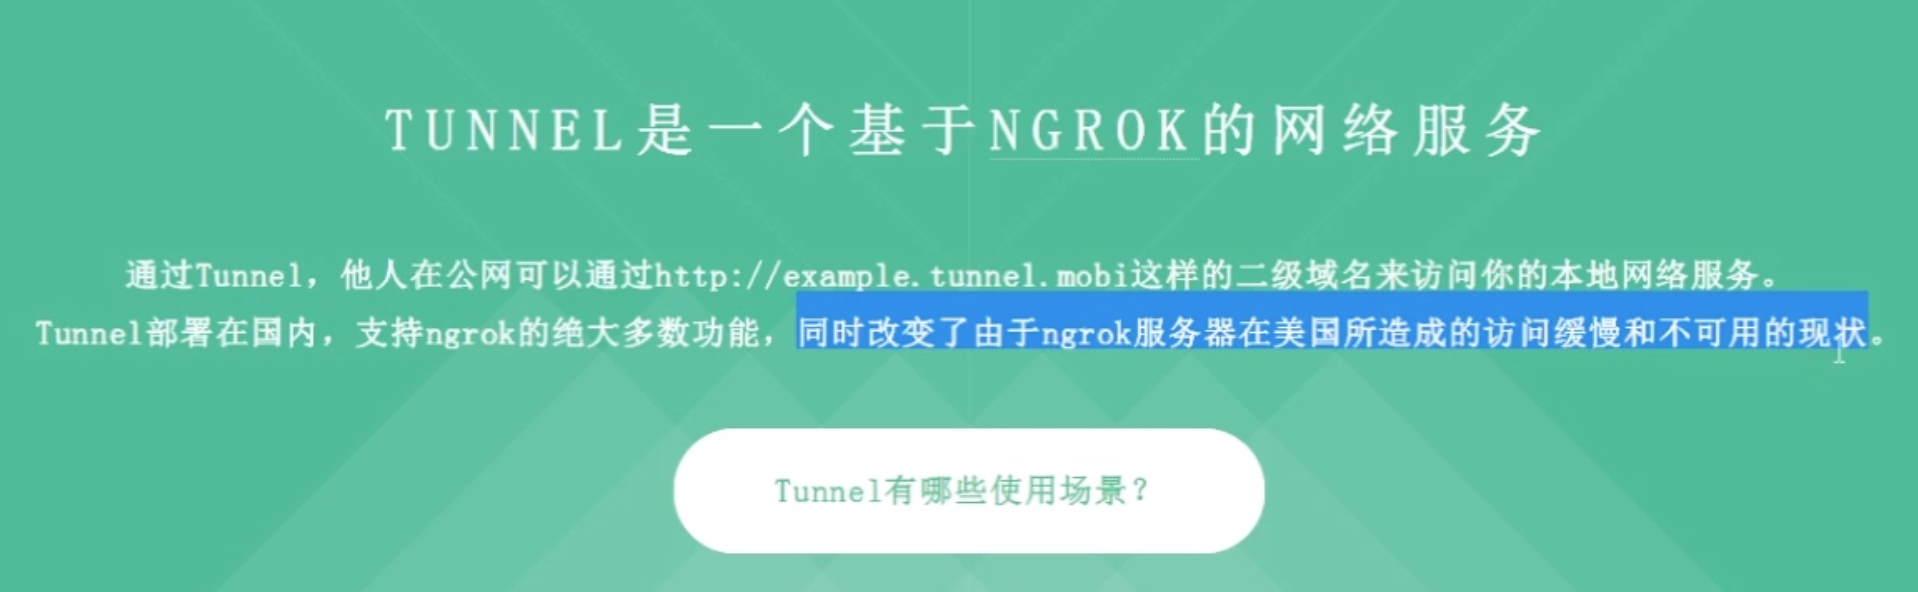 TUNNEL是一个基于NGROK的网络服务
通过Tunnel，他人在公网可以通过http://example.tunnel.mobi这样的二级域名来访问你的本地网络服务。
Tunnel部署在国内，支持ngrok的绝大多数功能，同时改变了由于ngrok服务器在美国所造成的访问缓慢和不可用的现状。
Tunnel有哪些使用场景？